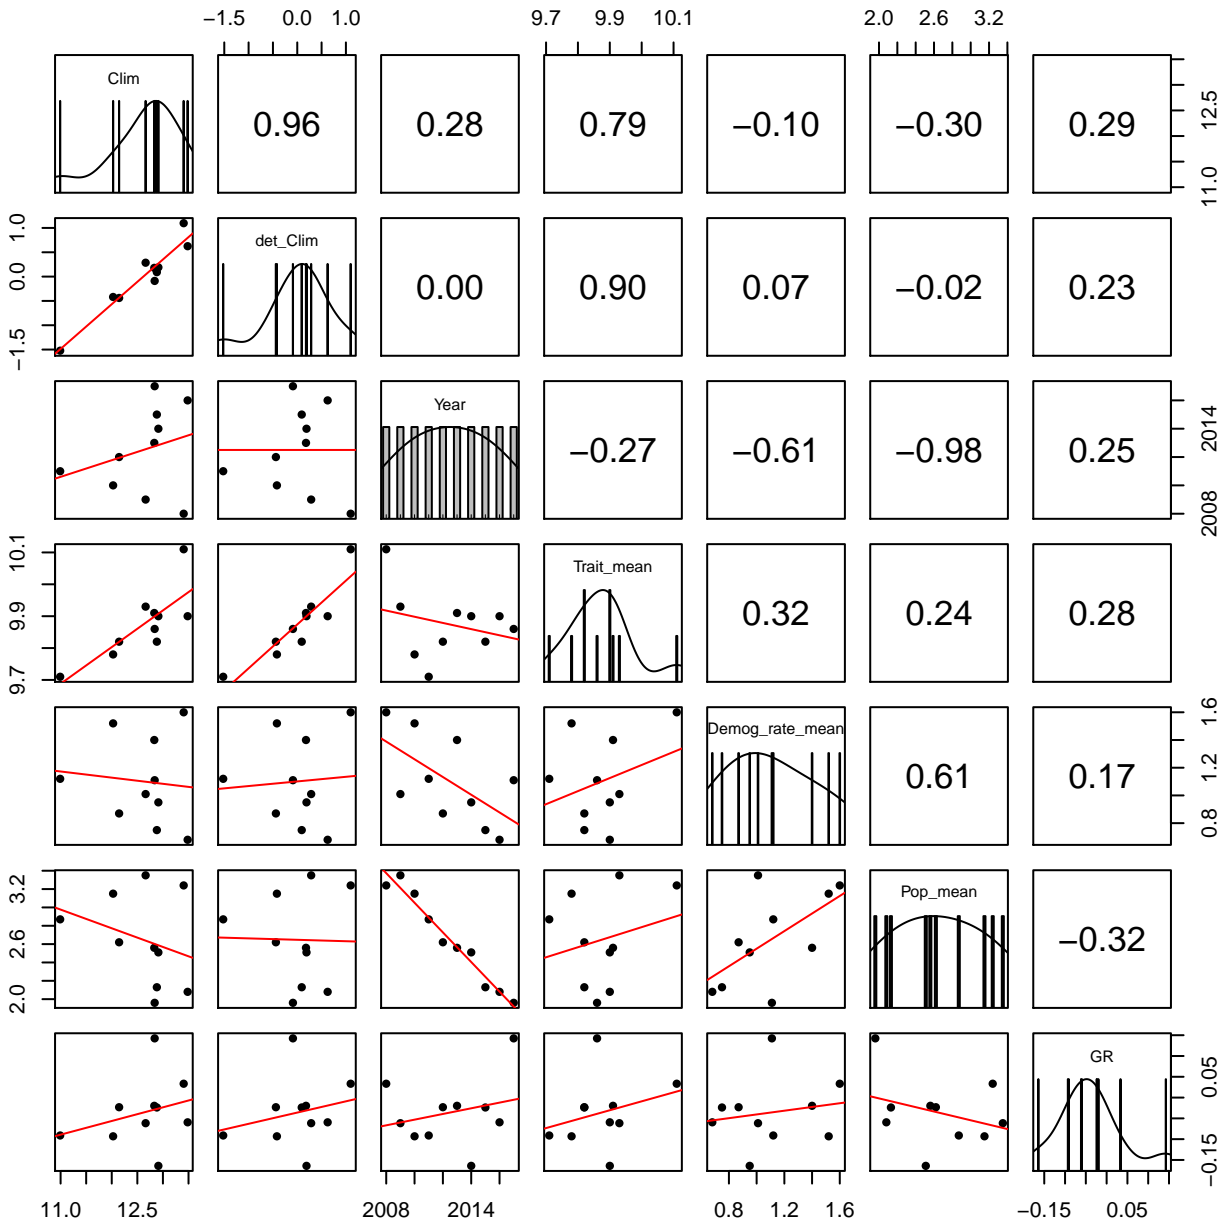 −1.5 0.0 1.0 9.7 9.9 10.1 2.0 2.6 3.2
Clim 0.96 0.28 0.79 −0.10 −0.30 0.29 11.0 12.5
−1.5 0.0 1.0 det_Clim 0.00 0.90 0.07 −0.02 0.23
Year −0.27 −0.61 −0.98 0.25 2008 2014
9.7 9.9 10.1 Trait_mean 0.32 0.24 0.28
Demog_rate_mean 0.61 0.17 0.8 1.2 1.6
2.0 2.6 3.2 Pop_mean −0.32
GR −0.15 0.05
11.0 12.5 2008 2014 0.8 1.2 1.6 −0.15 0.05